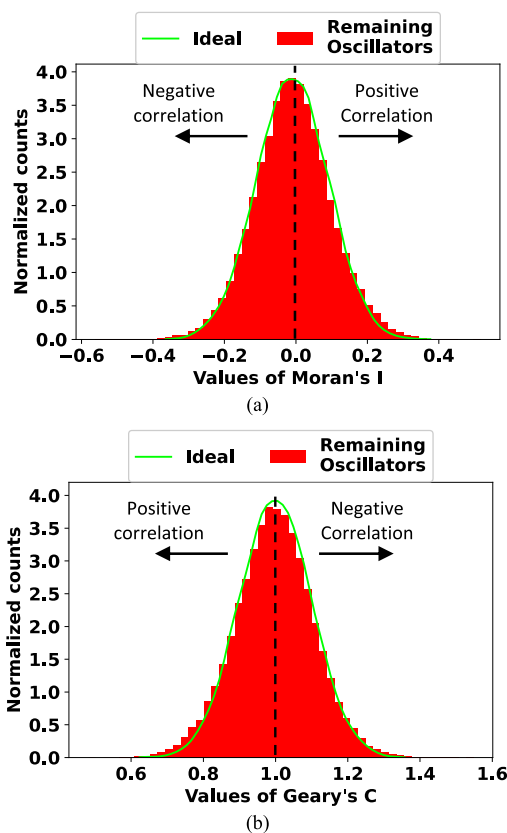 Ideal
Remaining
Oscillators
Normalized counts
4.0
3.5
3.0
2.5
2.0
1.5
1.0
0.5
0.0
Negative
correlation
Positive
Correlation
−0.6 −0.4 −0.2 0.0 0.2 0.4
Values of Moran's I
(a)
Ideal
Remaining
Oscillators
Normalized counts
4.0
3.5
3.0
2.5
2.0
1.5
1.0
0.5
0.0
Positive
correlation
Negative
Correlation
0.6 0.8 1.0 1.2 1.4 1.6
Values of Geary's C
(b)